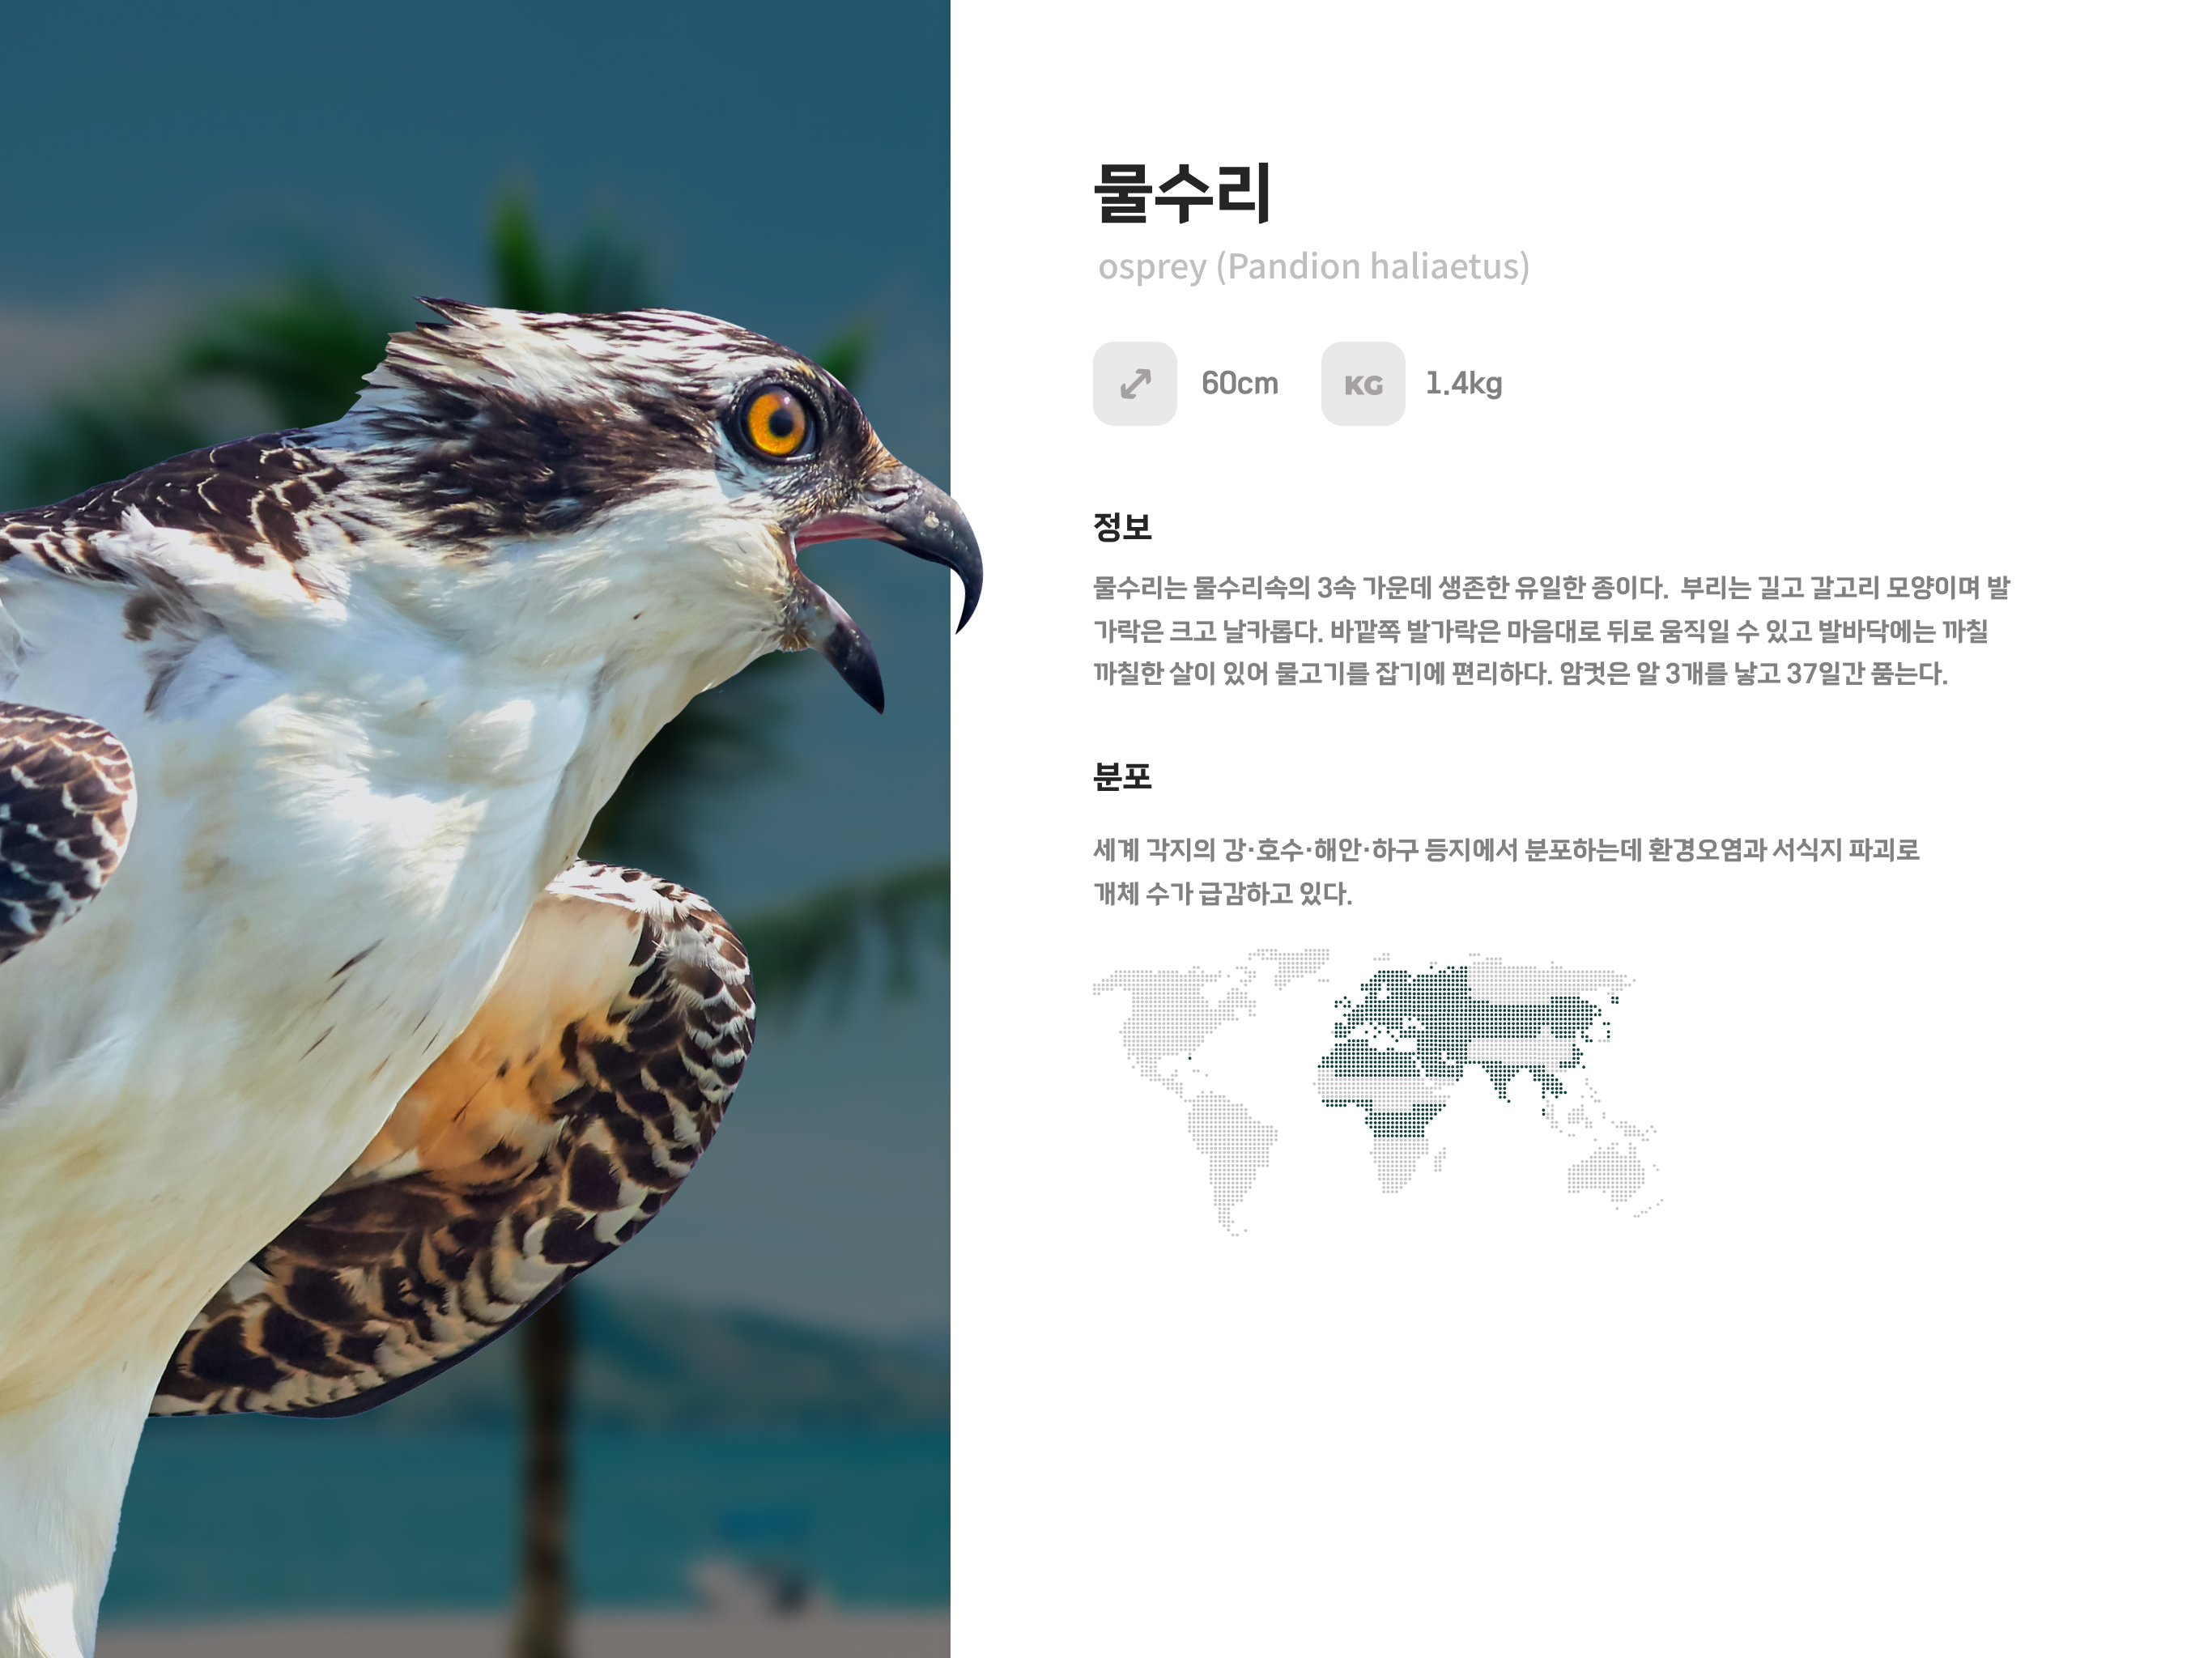 물수리
osprey (Pandion haliaetus)
60cm
KG
1.4kg
정보
물수리는 물수리속의 3속 가운데 생존한 유일한 종이다.  부리는 길고 갈고리 모양이며 발
가락은 크고 날카롭다. 바깥쪽 발가락은 마음대로 뒤로 움직일 수 있고 발바닥에는 까칠
까칠한 살이 있어 물고기를 잡기에 편리하다. 암컷은 알 3개를 낳고 37일간 품는다.
분포
세계 각지의 강·호수·해안·하구 등지에서 분포하는데 환경오염과 서식지 파괴로
개체 수가 급감하고 있다.